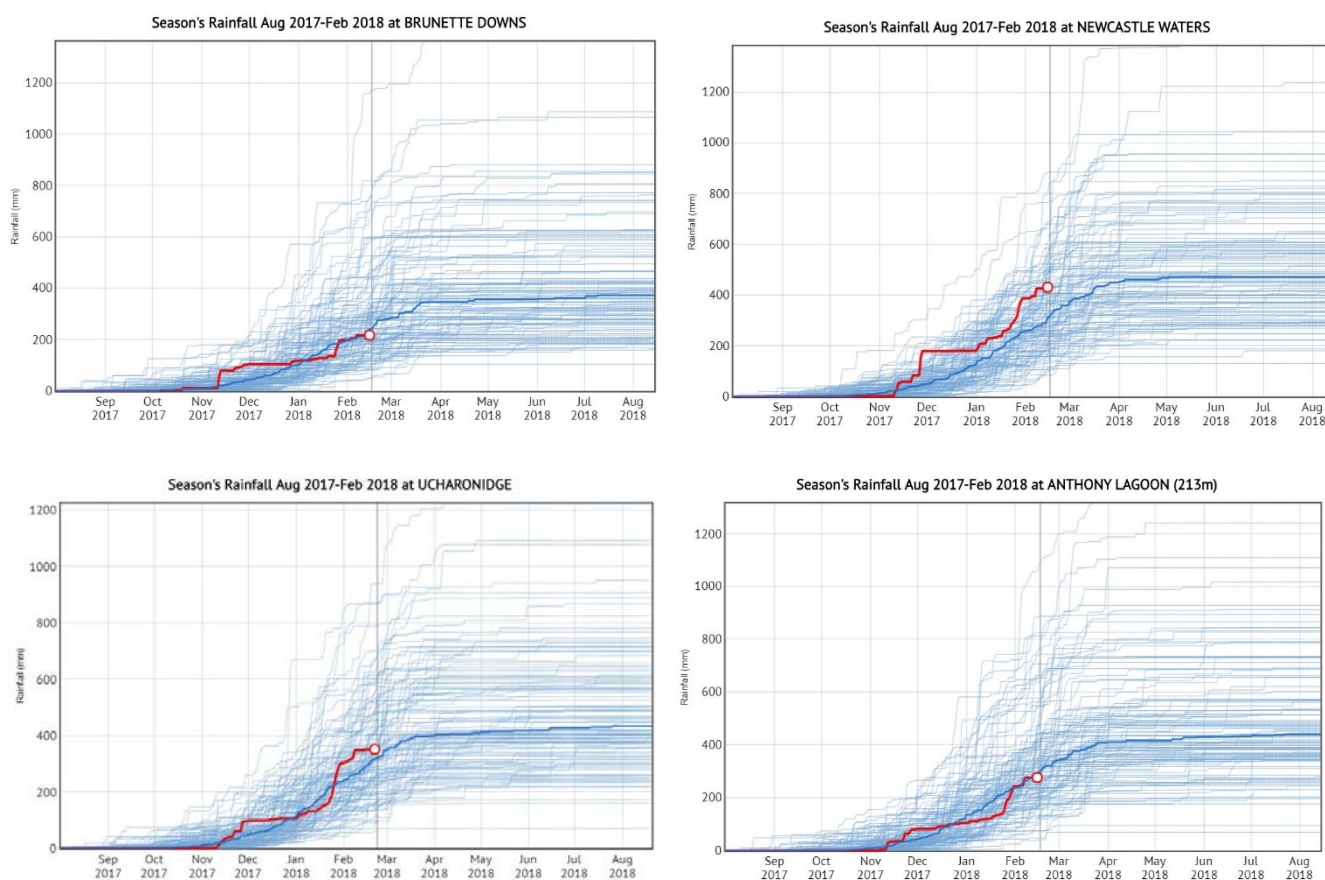 Season's Rainfall Aug 2017-Feb 2018 at BRUNETTE DOWNS
Rainfall (mm)
1200
1000
800
600
400
200
0
Sep Oct Nov Dec Jan Feb Mar Apr May Jun Jul Aug
2017 2017 2017 2017 2018 2018 2018 2018 2018 2018 2018 2018
Season's Rainfall Aug 2017-Feb 2018 at NEWCASTLE WATERS
Rainfall (mm)
1200
1000
800
600
400
200
0
Sep Oct Nov Dec Jan Feb Mar Apr May Jun Jul Aug
2017 2017 2017 2017 2018 2018 2018 2018 2018 2018 2018 2018
Season's Rainfall Aug 2017-Feb 2018 at UCHARONIDGE
Rainfall (mm)
1200
1000
800
600
400
200
0
Sep Oct Nov Dec Jan Feb Mar Apr May Jun Jul Aug
2017 2017 2017 2017 2018 2018 2018 2018 2018 2018 2018 2018
Season's Rainfall Aug 2017-Feb 2018 at ANTHONY LAGOON (213m)
Rainfall (mm)
1200
1000
800
600
400
200
0
Sep Oct Nov Dec Jan Feb Mar Apr May Jun Jul Aug
2017 2017 2017 2017 2018 2018 2018 2018 2018 2018 2018 2018